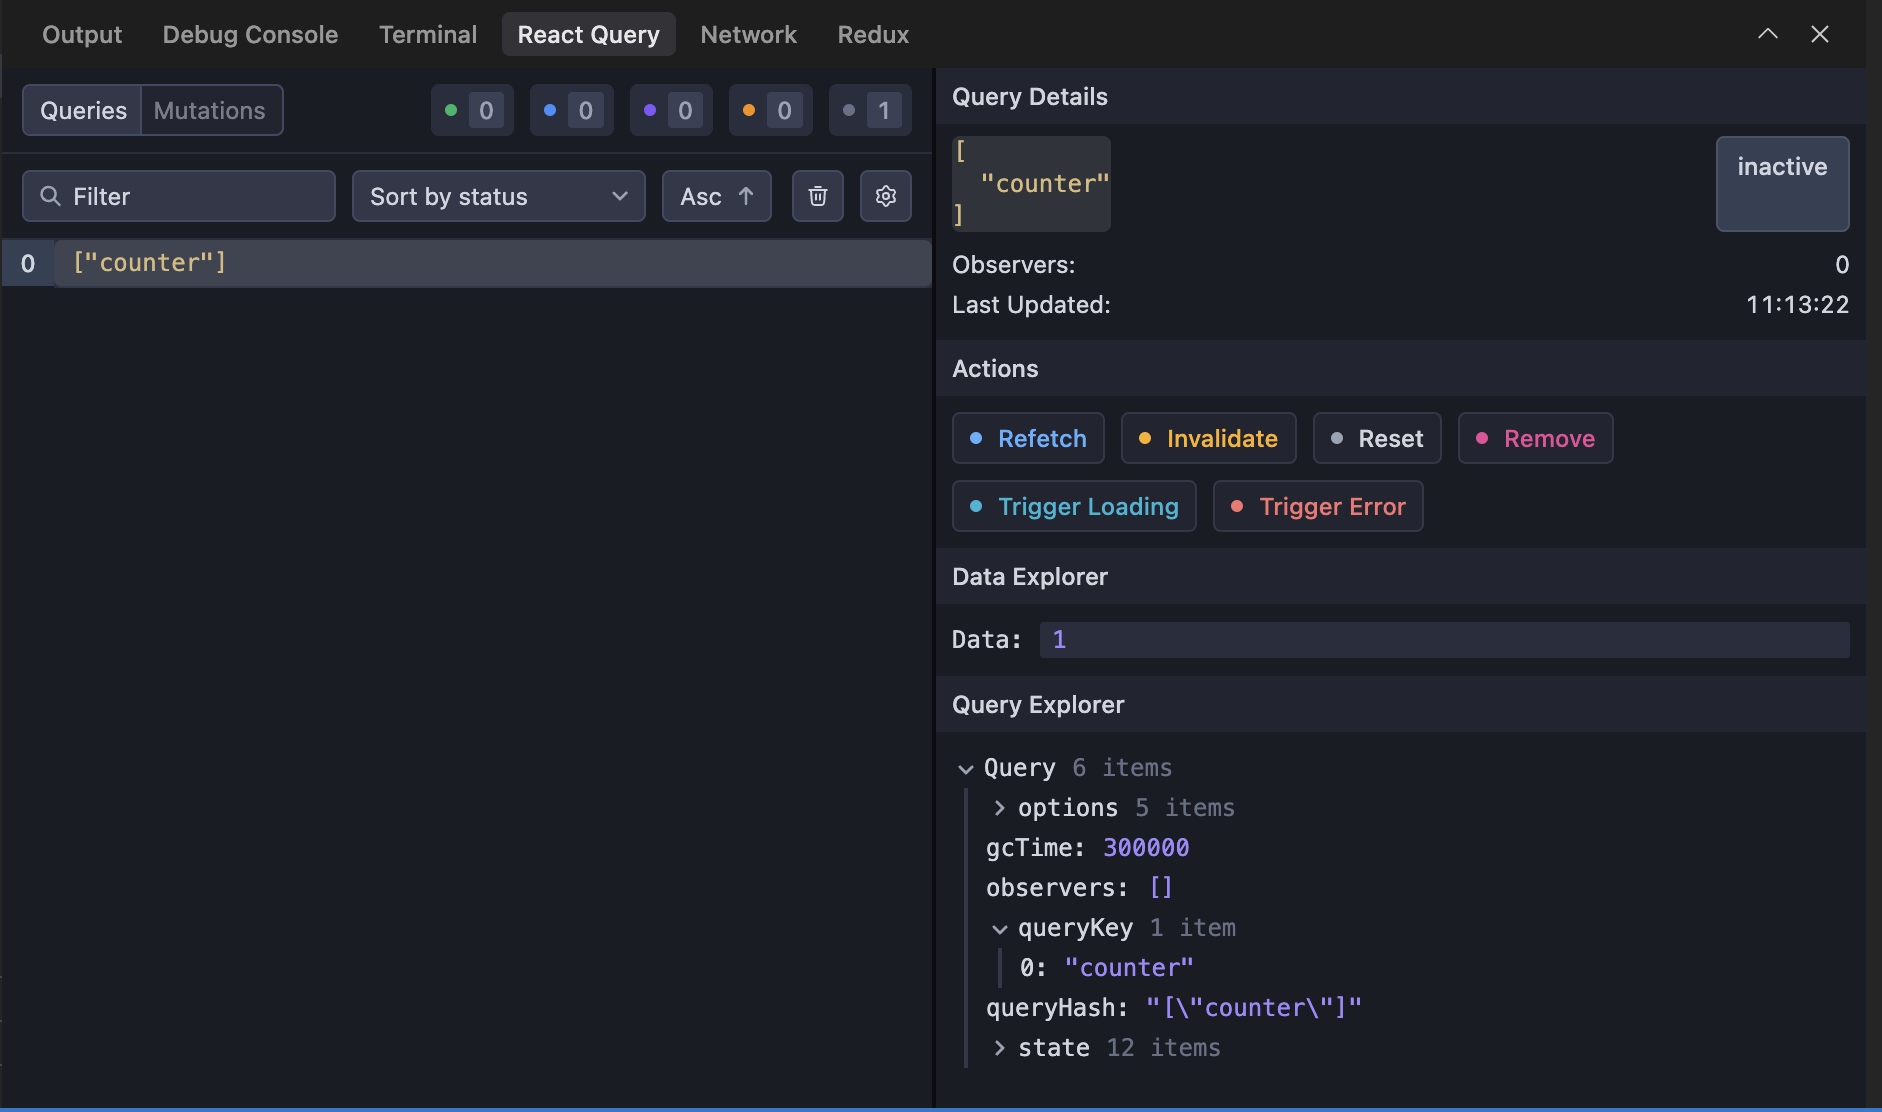 Output Debug Console Terminal React Query Network Redux
Queries Mutations 0 0 0 0 1
Filter Sort by status Asc ↑
0 ["counter"]
Query Details
[
"counter"
]
inactive
Observers: 0
Last Updated: 11:13:22
Actions
Refetch Invalidate Reset Remove
Trigger Loading Trigger Error
Data Explorer
Data: 1
Query Explorer
Query 6 items
options 5 items
gcTime: 300000
observers: []
queryKey 1 item
0: "counter"
queryHash: "[\"counter\"]"
state 12 items